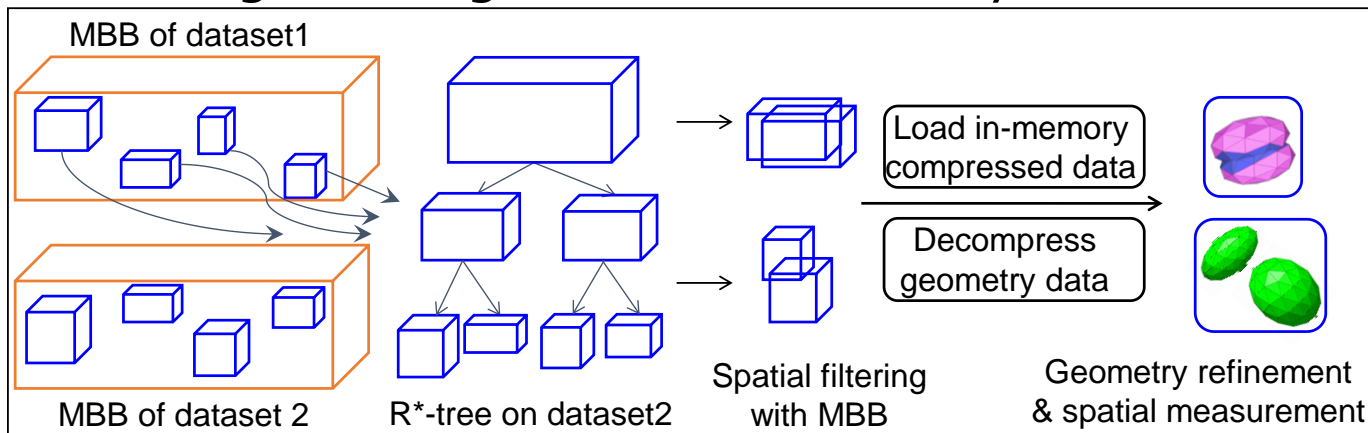 MBB of dataset1
MBB of dataset 2
R*-tree on dataset2
Spatial filtering
with MBB
Load in-memory
compressed data
Decompress
geometry data
Geometry refinement
& spatial measurement